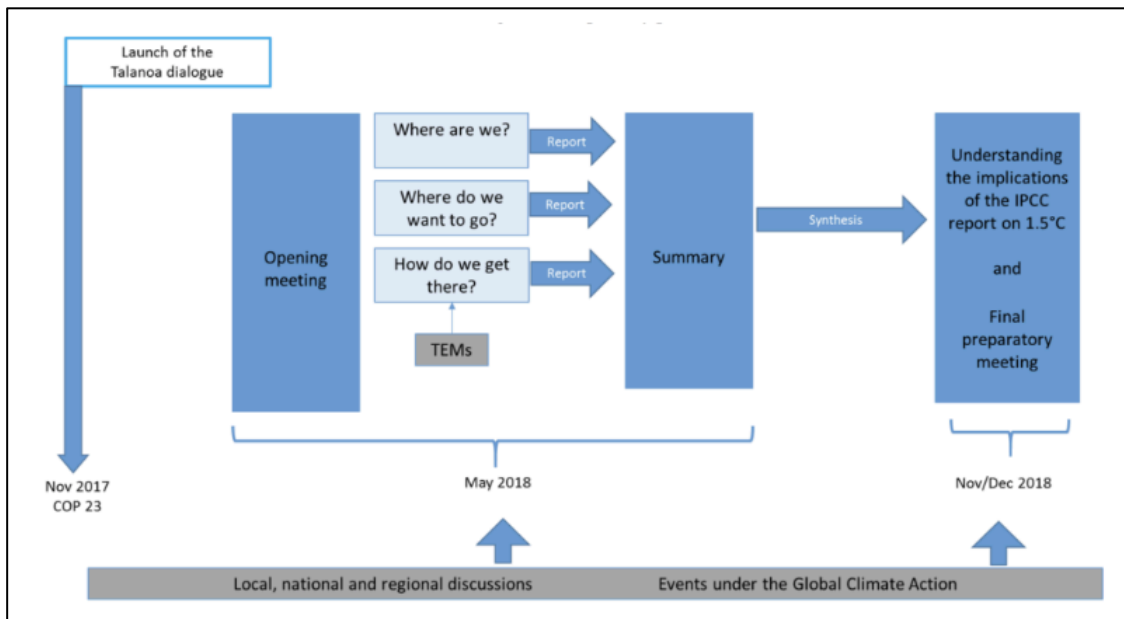 Launch of the
Talanoa dialogue
Opening
meeting
Where are we?
Report
Where do we
want to go?
Report
How do we get
there?
Report
TEMs
Summary
Synthesis
Understanding
the implications
of the IPCC
report on 1.5°C
and
Final
preparatory
meeting
Nov 2017
COP 23
May 2018
Nov/Dec 2018
Local, national and regional discussions
Events under the Global Climate Action